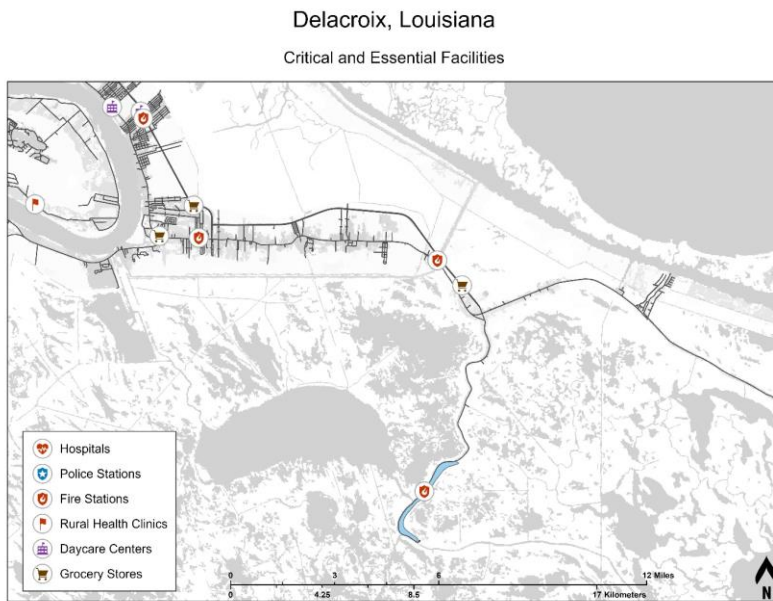 Delacroix, Louisiana
Critical and Essential Facilities
Hospitals
Police Stations
Fire Stations
Rural Health Clinics
Daycare Centers
Grocery Stores
0 3 6 12 Miles
0 4.25 8.5 17 Kilometers
N